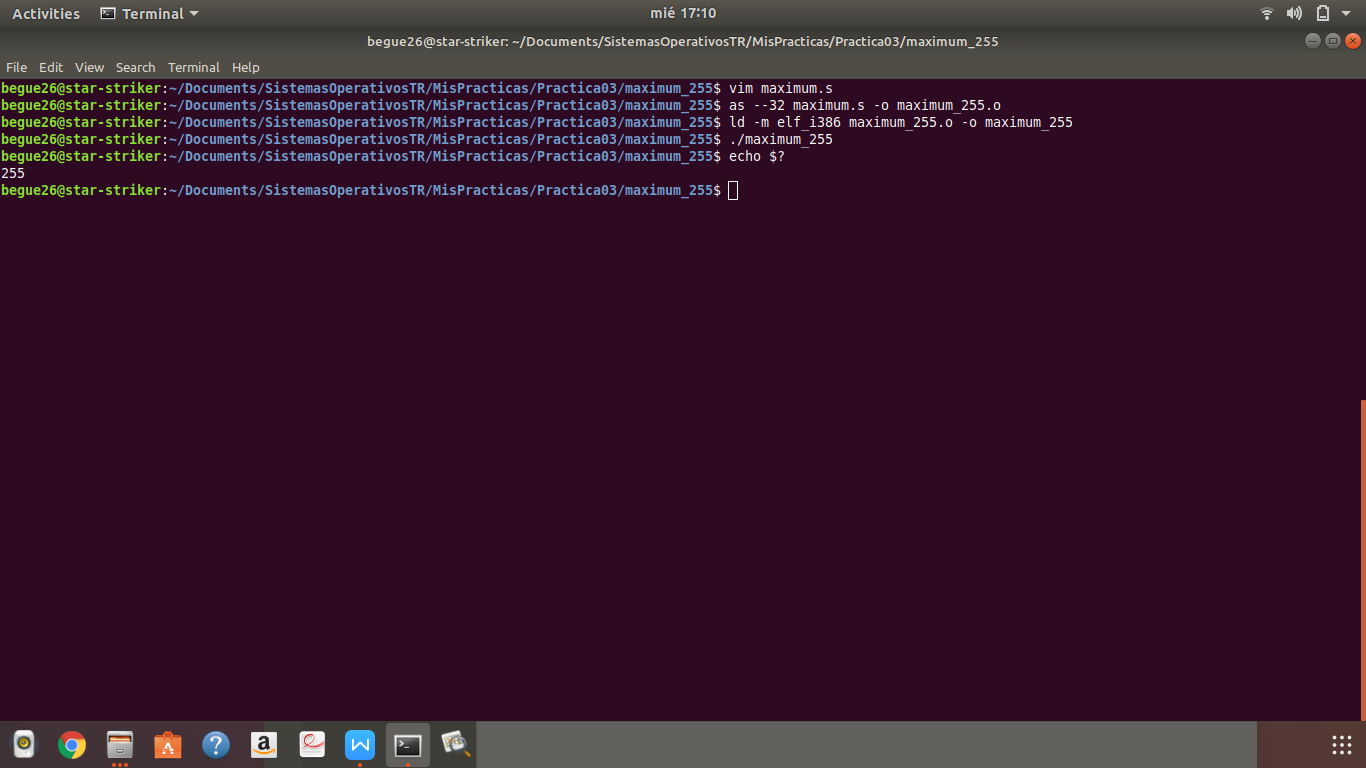 Activities Terminal mié 17:10
begue26@star-striker: ~/Documents/SistemasOperativosTR/MisPracticas/Practica03/maximum_255
File Edit View Search Terminal Help
begue26@star-striker:~/Documents/SistemasOperativosTR/MisPracticas/Practica03/maximum_255$ vim maximum.s
begue26@star-striker:~/Documents/SistemasOperativosTR/MisPracticas/Practica03/maximum_255$ as --32 maximum.s -o maximum_255.o
begue26@star-striker:~/Documents/SistemasOperativosTR/MisPracticas/Practica03/maximum_255$ ld -m elf_i386 maximum_255.o -o maximum_255
begue26@star-striker:~/Documents/SistemasOperativosTR/MisPracticas/Practica03/maximum_255$ ./maximum_255
begue26@star-striker:~/Documents/SistemasOperativosTR/MisPracticas/Practica03/maximum_255$ echo $?
255
begue26@star-striker:~/Documents/SistemasOperativosTR/MisPracticas/Practica03/maximum_255$